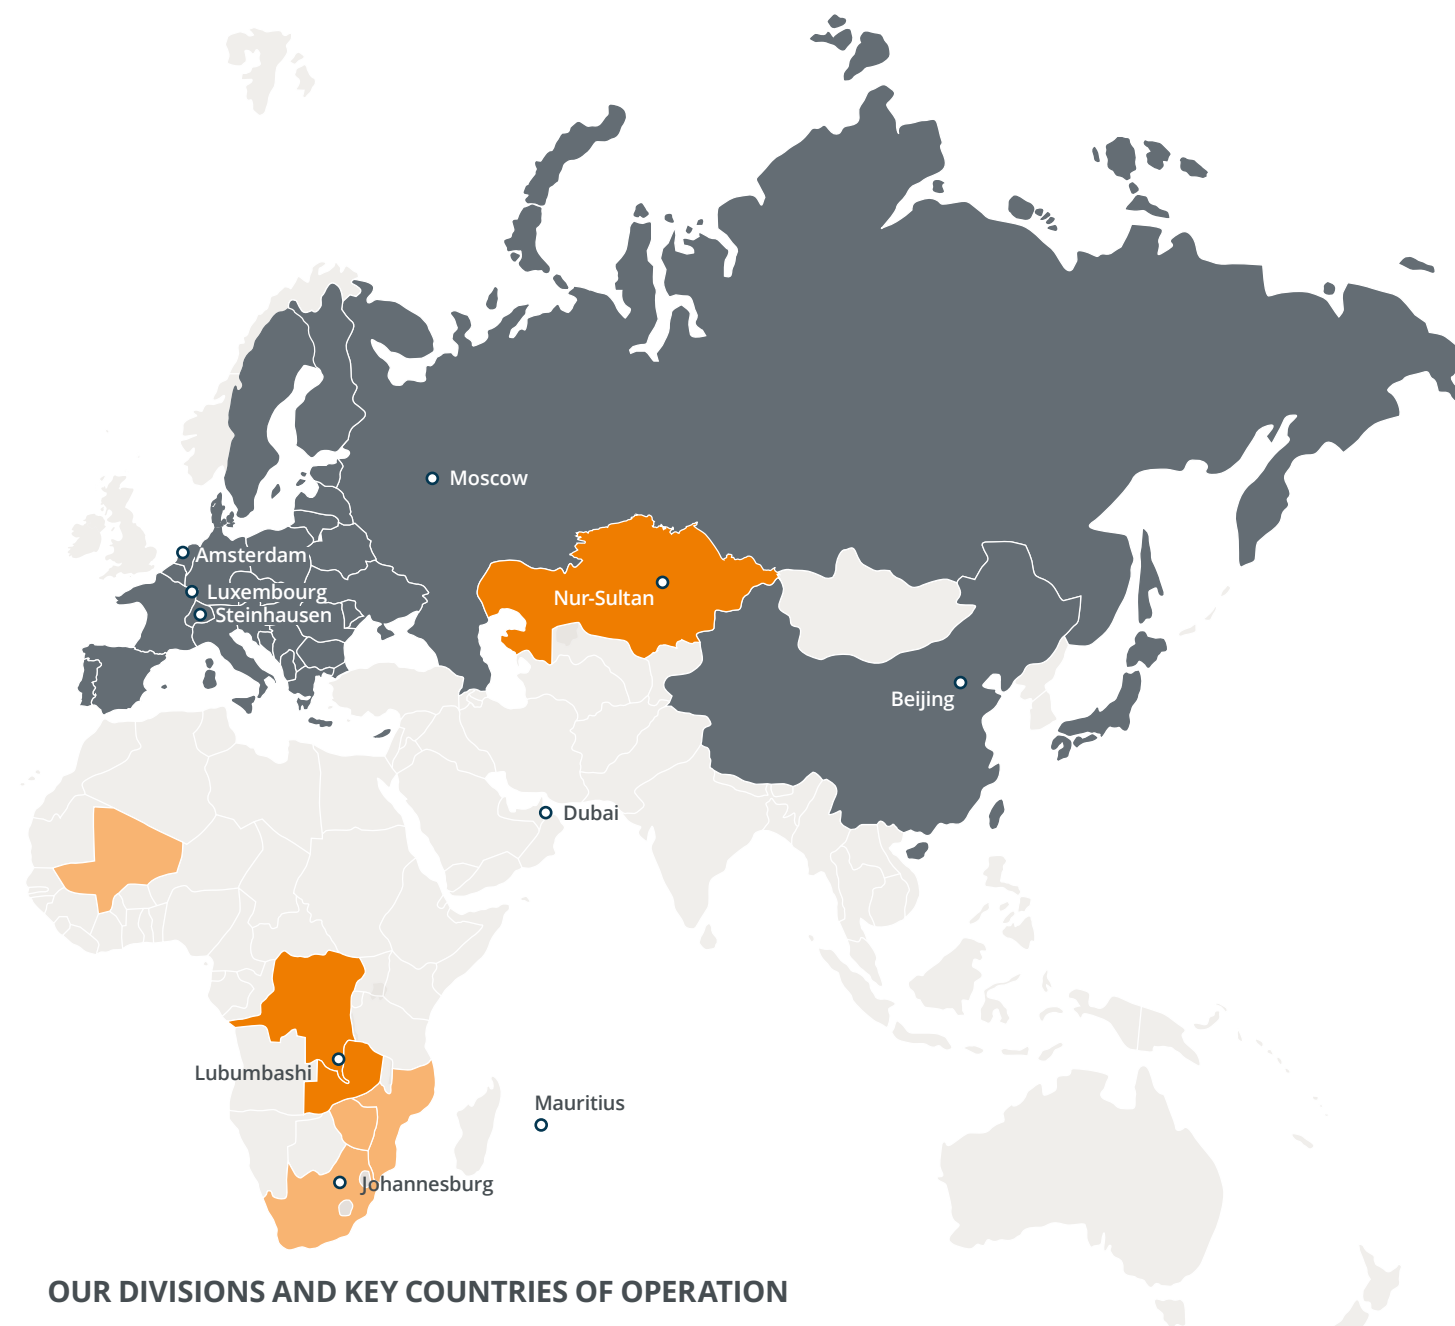 Moscow
Amsterdam
Luxembourg
Nur-Sultan
Steinhausen
Beijing
Dubai
Lubumbashi
Mauritius
Johannesburg
OUR DIVISIONS AND KEY COUNTRIES OF OPERATION